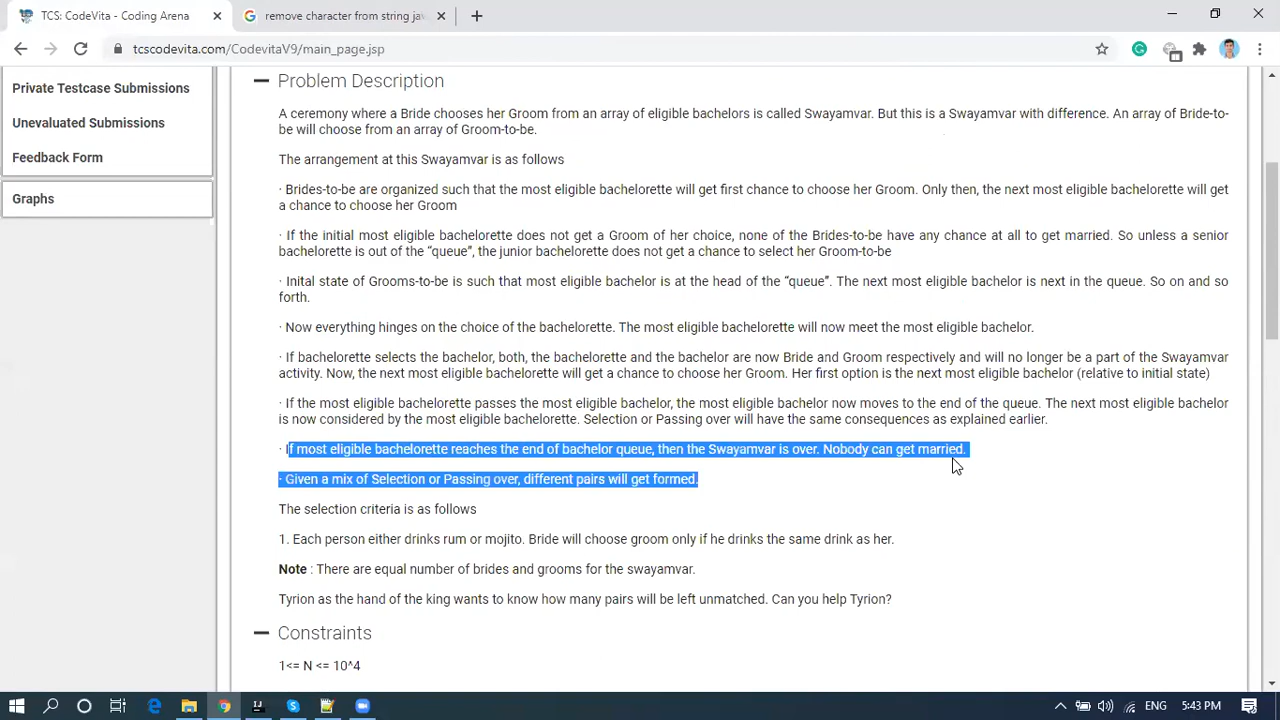 TCS: CodeVita - Coding Arena
remove character from string jav
tcscodevita.com/CodevitaV9/main_page.jsp
Private Testcase Submissions
Unevaluated Submissions
Feedback Form
Graphs
Problem Description
A ceremony where a Bride chooses her Groom from an array of eligible bachelors is called Swayamvar. But this is a Swayamvar with difference. An array of Bride-to-
be will choose from an array of Groom-to-be.
The arrangement at this Swayamvar is as follows
· Brides-to-be are organized such that the most eligible bachelorette will get first chance to choose her Groom. Only then, the next most eligible bachelorette will get
a chance to choose her Groom
· If the initial most eligible bachelorette does not get a Groom of her choice, none of the Brides-to-be have any chance at all to get married. So unless a senior
bachelorette is out of the “queue”, the junior bachelorette does not get a chance to select her Groom-to-be
· Inital state of Grooms-to-be is such that most eligible bachelor is at the head of the “queue”. The next most eligible bachelor is next in the queue. So on and so
forth.
· Now everything hinges on the choice of the bachelorette. The most eligible bachelorette will now meet the most eligible bachelor.
· If bachelorette selects the bachelor, both, the bachelorette and the bachelor are now Bride and Groom respectively and will no longer be a part of the Swayamvar
activity. Now, the next most eligible bachelorette will get a chance to choose her Groom. Her first option is the next most eligible bachelor (relative to initial state)
· If the most eligible bachelorette passes the most eligible bachelor, the most eligible bachelor now moves to the end of the queue. The next most eligible bachelor
is now considered by the most eligible bachelorette. Selection or Passing over will have the same consequences as explained earlier.
· If most eligible bachelorette reaches the end of bachelor queue, then the Swayamvar is over. Nobody can get married.
· Given a mix of Selection or Passing over, different pairs will get formed.
The selection criteria is as follows
1. Each person either drinks rum or mojito. Bride will choose groom only if he drinks the same drink as her.
Note : There are equal number of brides and grooms for the swayamvar.
Tyrion as the hand of the king wants to know how many pairs will be left unmatched. Can you help Tyrion?
Constraints
1<= N <= 10^4
ENG
5:43 PM